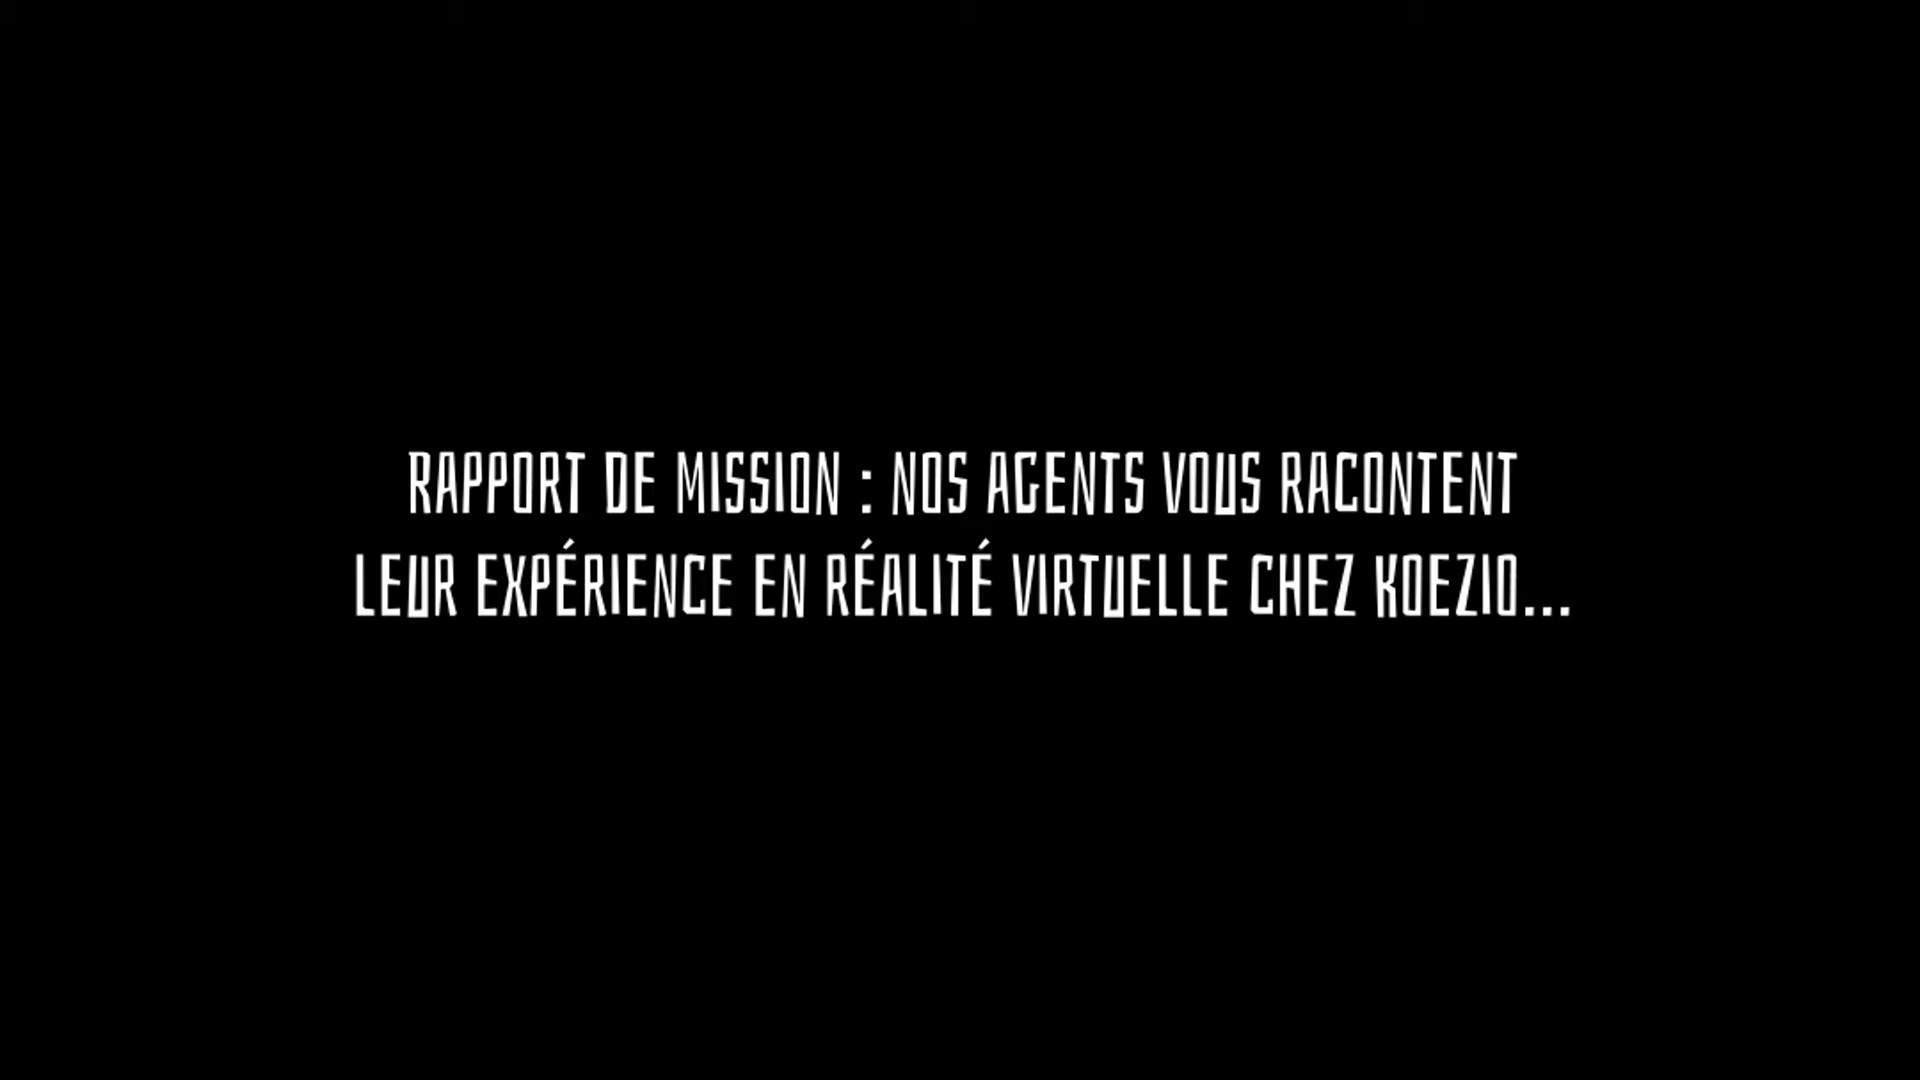 RAPPORT DE MISSION : NOS AGENTS VOUS RACONTENT
LEUR EXPÉRIENCE EN RÉALITÉ VIRTUELLE CHEZ KOEZIO...